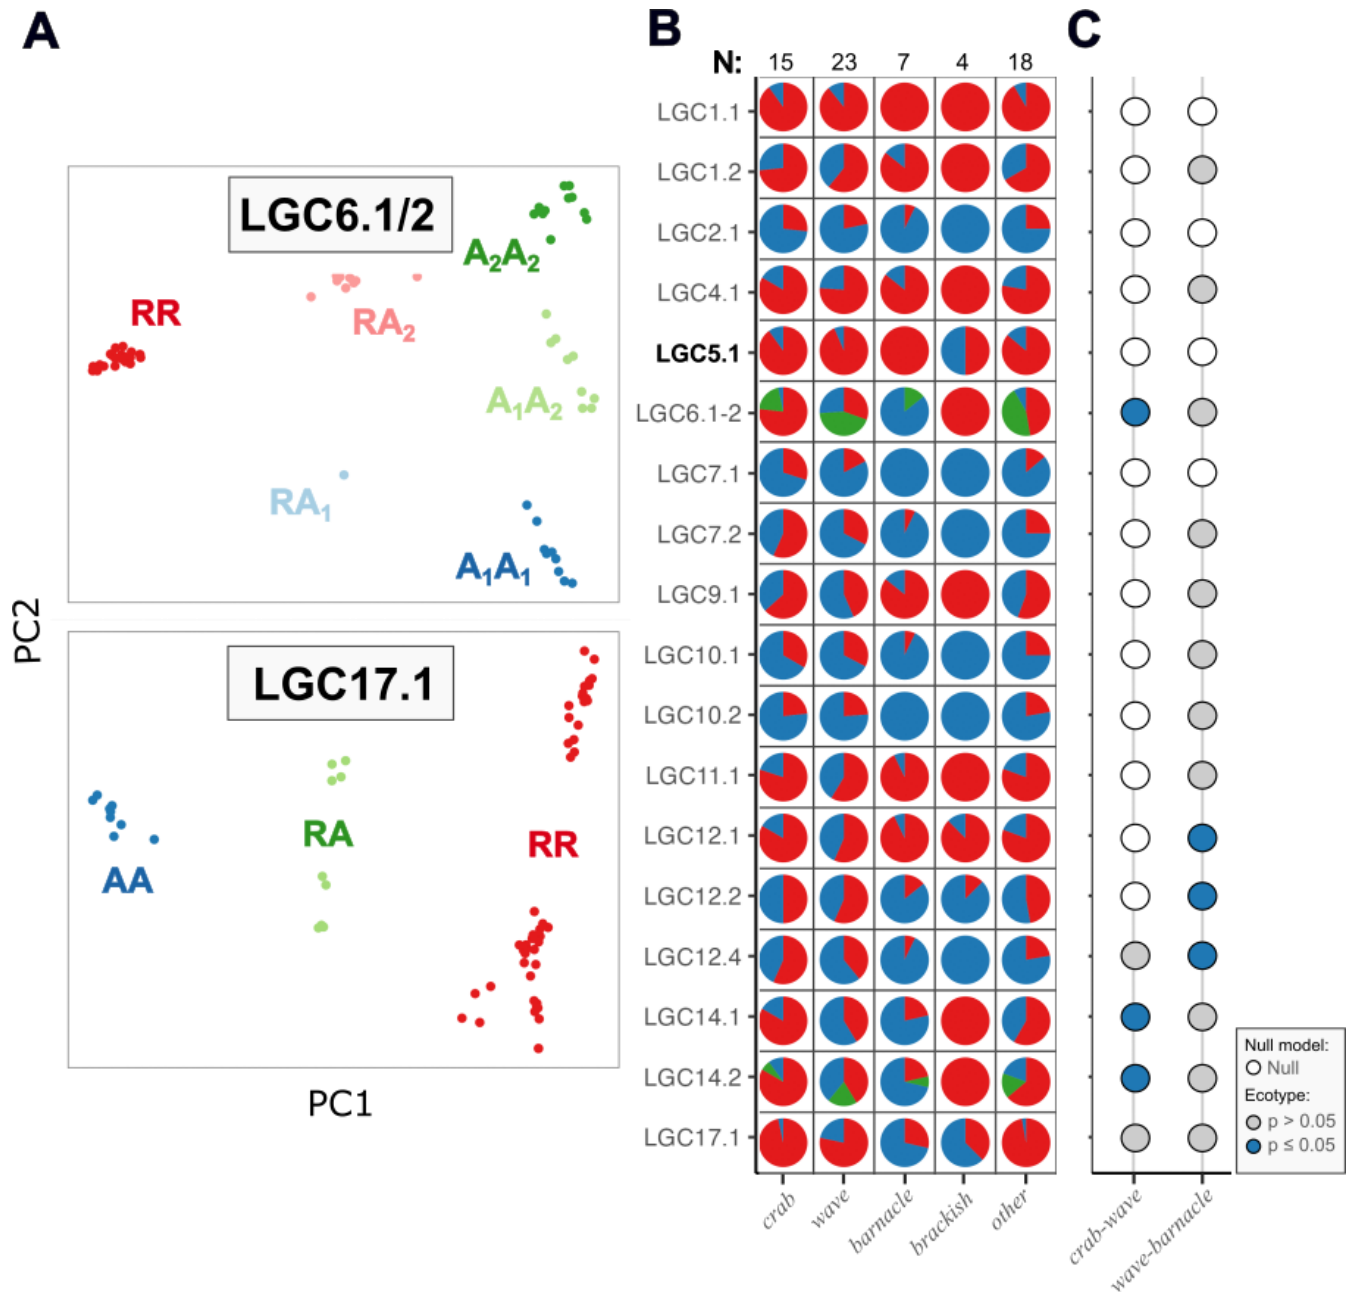 A
B
C
N: 15 23 7 4 18
LGC6.1/2
A₂A₂
RR
RA₂
A₁A₂
RA₁
A₁A₁
PC2
LGC17.1
RA
RR
AA
PC1
LGC1.1
LGC1.2
LGC2.1
LGC4.1
LGC5.1
LGC6.1-2
LGC7.1
LGC7.2
LGC9.1
LGC10.1
LGC10.2
LGC11.1
LGC12.1
LGC12.2
LGC12.4
LGC14.1
LGC14.2
LGC17.1
crab
wave
barnacle
brackish
other
crab-wave
wave-barnacle
Null model:
Null
Ecotype:
p > 0.05
p ≤ 0.05